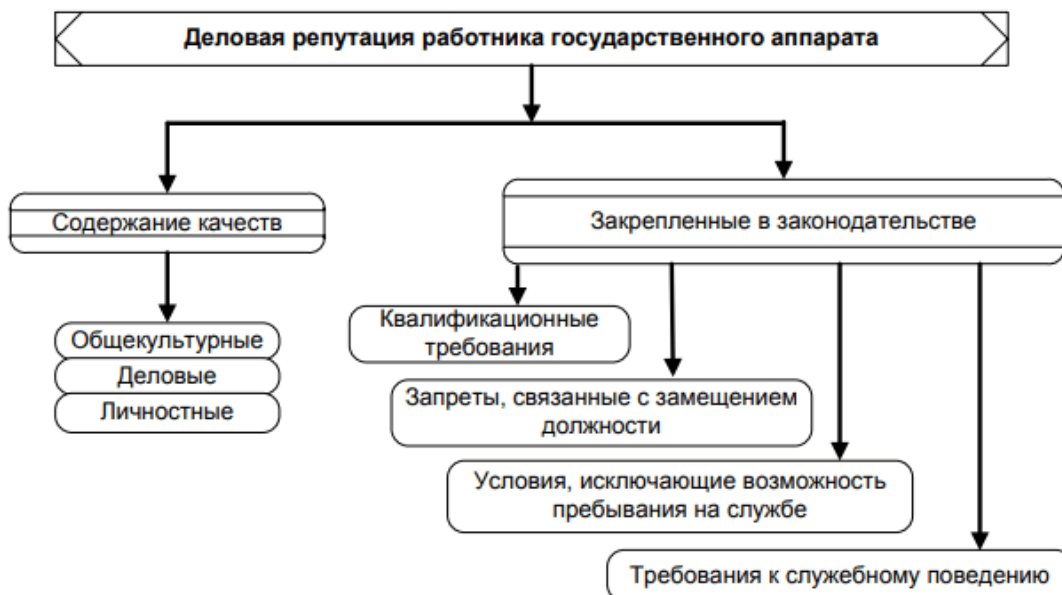 Деловая репутация работника государственного аппарата
Содержание качеств
Закрепленные в законодательстве
Общекультурные
Деловые
Личностные
Квалификационные
требования
Запреты, связанные с замещением
должности
Условия, исключающие возможность
пребывания на службе
Требования к служебному поведению